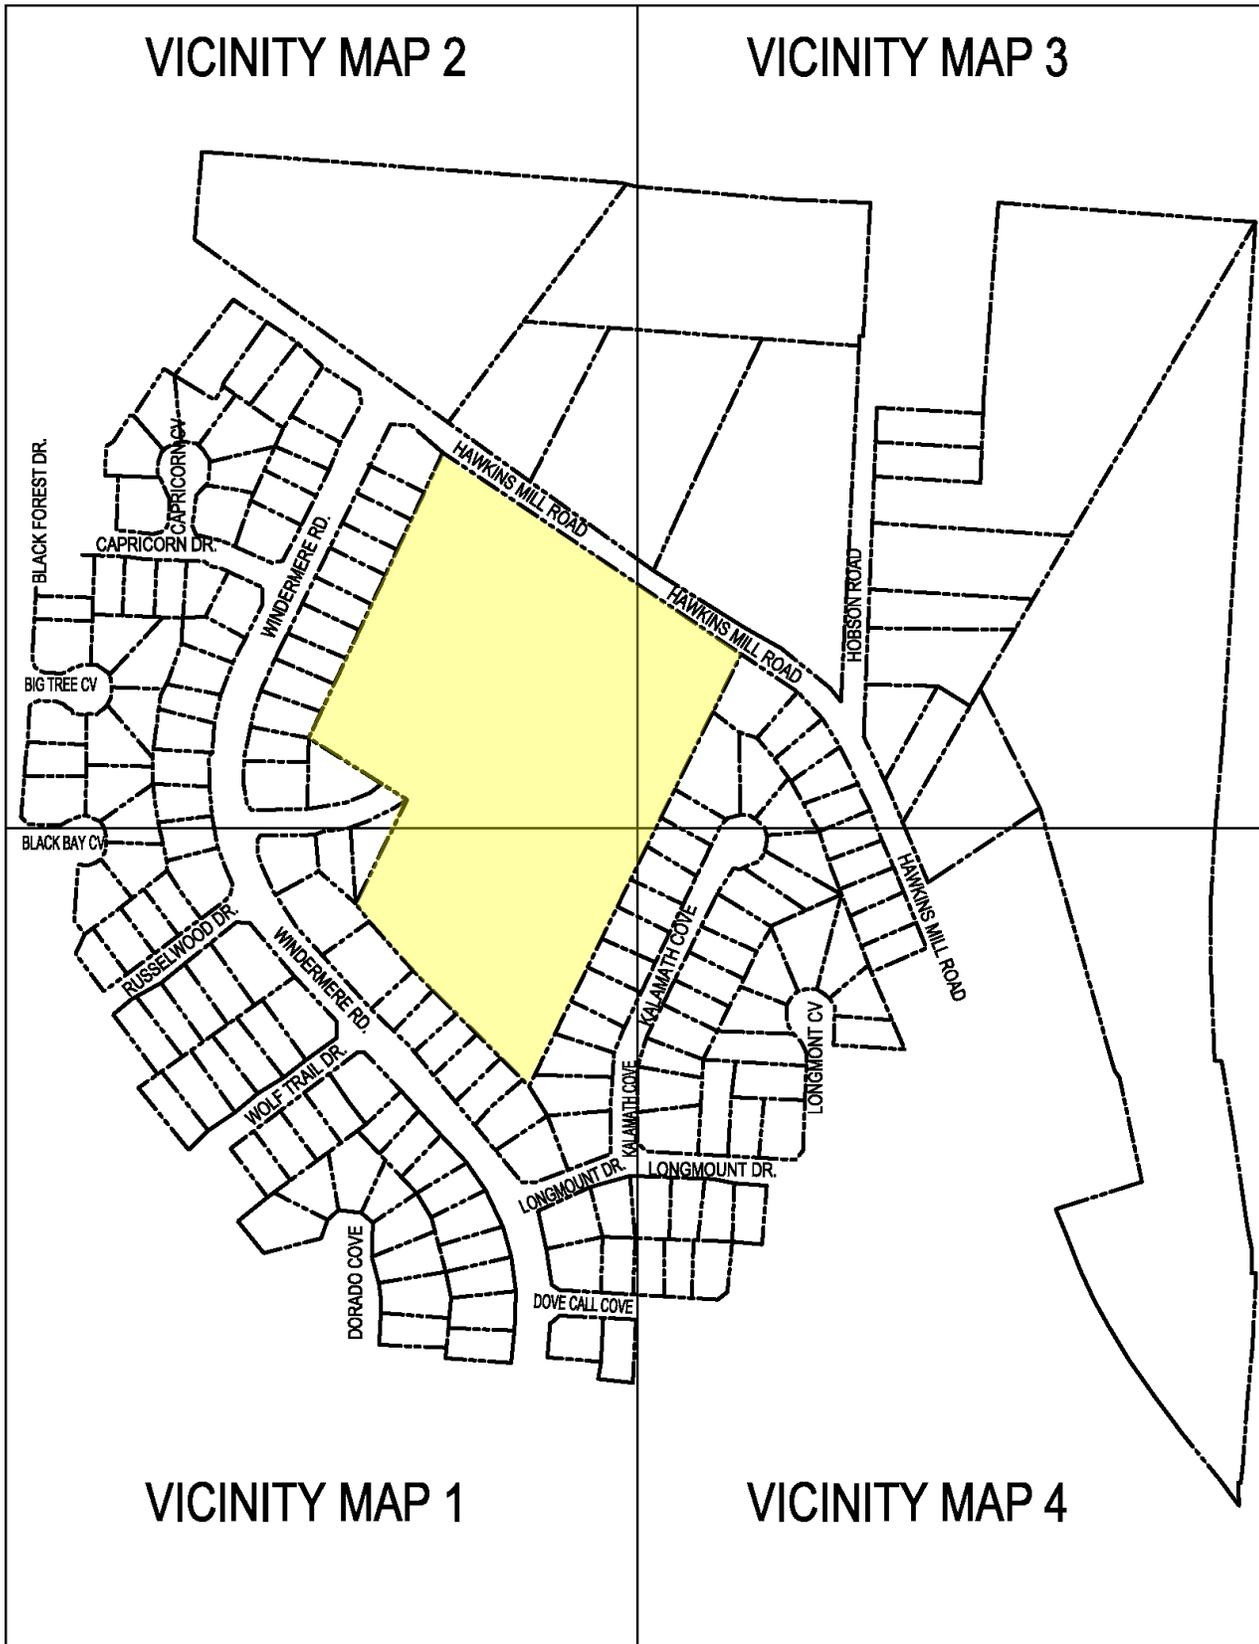 VICINITY MAP 2
VICINITY MAP 3
HAWKINS MILL ROAD
CAPRICORN CV
BLACK FOREST DR.
CAPRICORN DR.
WINDERMERE RD.
HAWKINS MILL ROAD
HOBSON ROAD
BIG TREE CV
BLACK BAY CV
HAWKINS MILL ROAD
RUSSELWOOD DR.
WINDERMERE RD.
KALAMATH COVE
LONGMONT CV
WOLF TRAIL DR.
KALAMATH COVE
LONGMOUNT DR.
LONGMOUNT DR.
DORADO COVE
DOVE CALL COVE
VICINITY MAP 1
VICINITY MAP 4